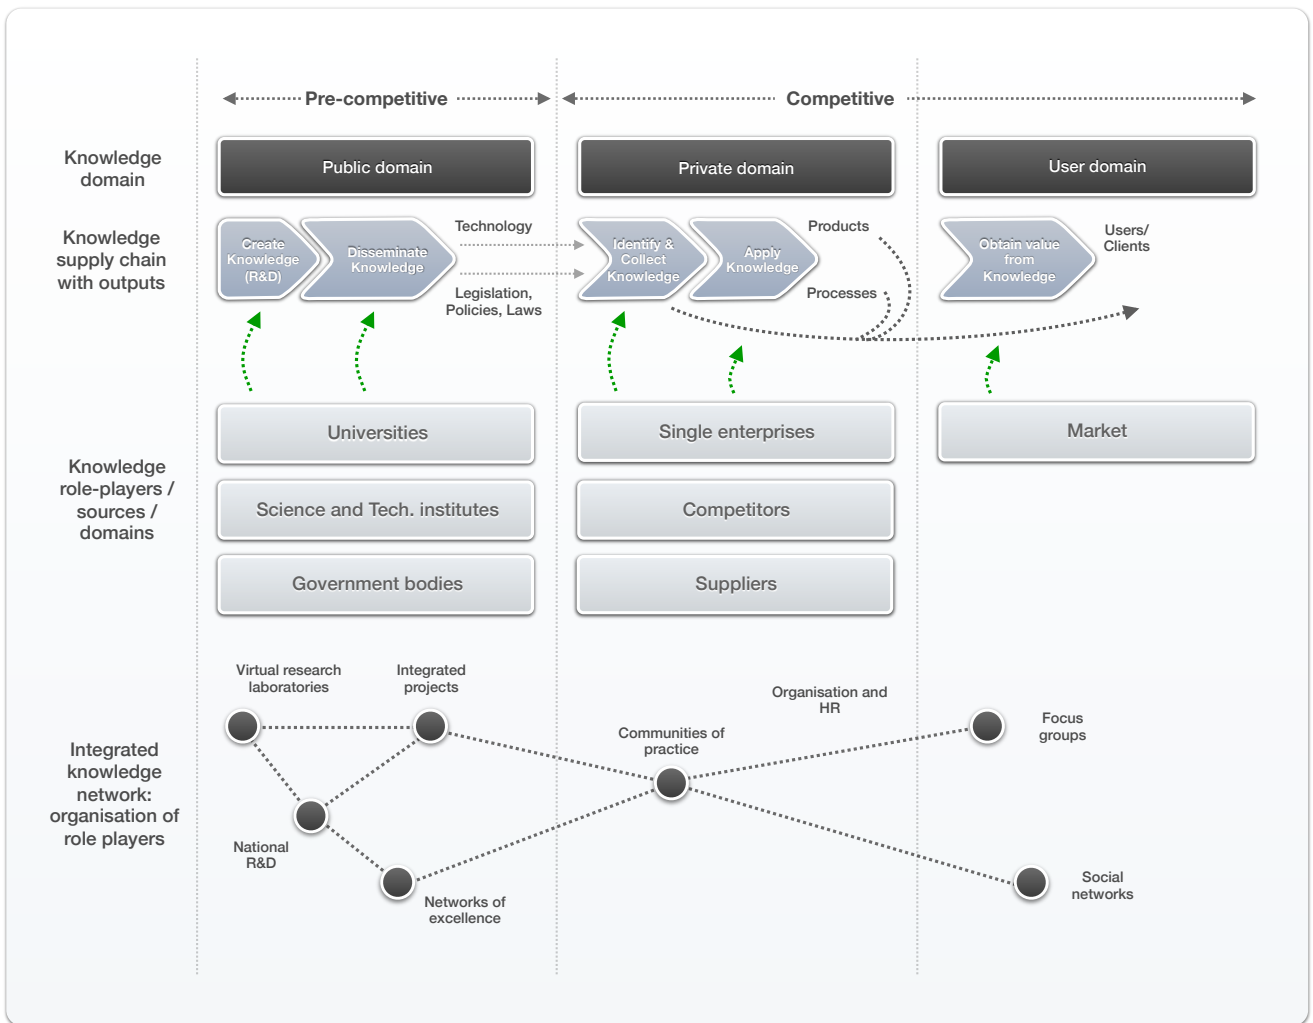 Pre-competitive
Competitive
Knowledge
domain
Public domain
Private domain
User domain
Knowledge
supply chain
with outputs
Create
Knowledge
(R&D)
Disseminate
Knowledge
Technology
Legislation,
Policies, Laws
Identify &
Collect
Knowledge
Apply
Knowledge
Products
Processes
Obtain value
from
Knowledge
Users/
Clients
Knowledge
role-players /
sources /
domains
Universities
Science and Tech. institutes
Government bodies
Single enterprises
Competitors
Suppliers
Market
Integrated
knowledge
network:
organisation of
role players
Virtual research
laboratories
Integrated
projects
National
R&D
Networks of
excellence
Communities of
practice
Organisation and
HR
Focus
groups
Social
networks